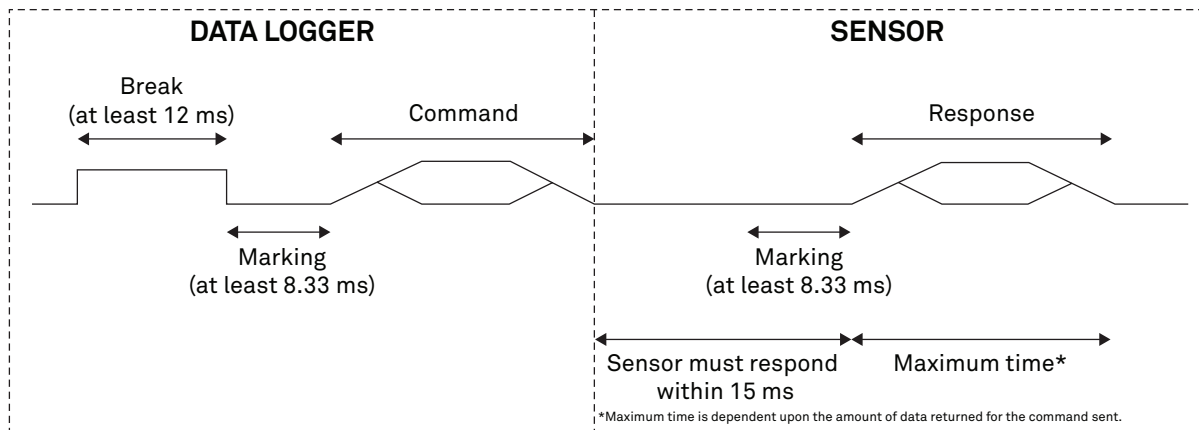 DATA LOGGER
SENSOR
Break
(at least 12 ms)
Command
Response
Marking
(at least 8.33 ms)
Marking
(at least 8.33 ms)
Sensor must respond
within 15 ms
Maximum time*
*Maximum time is dependent upon the amount of data returned for the command sent.